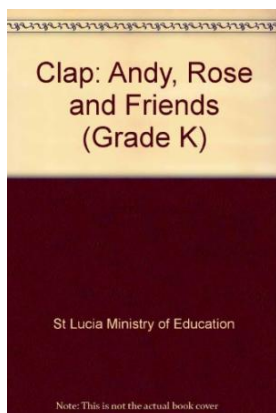 Clap: Andy, Rose
and Friends
(Grade K)
St Lucia Ministry of Education
Note: This is not the actual book cover